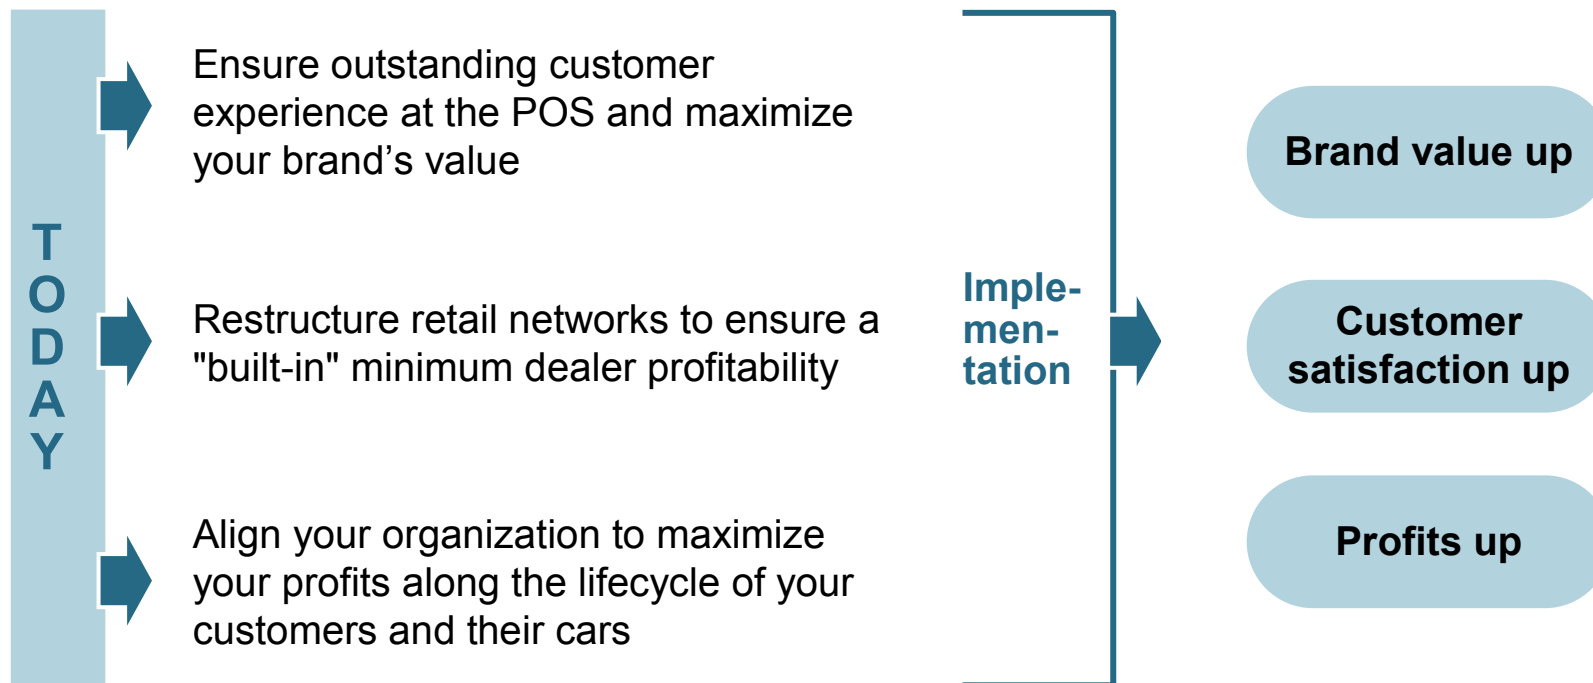 TODAY
Ensure outstanding customer
experience at the POS and maximize
your brand’s value
Restructure retail networks to ensure a
"built-in" minimum dealer profitability
Align your organization to maximize
your profits along the lifecycle of your
customers and their cars
Imple-
men-
tation
Brand value up
Customer
satisfaction up
Profits up